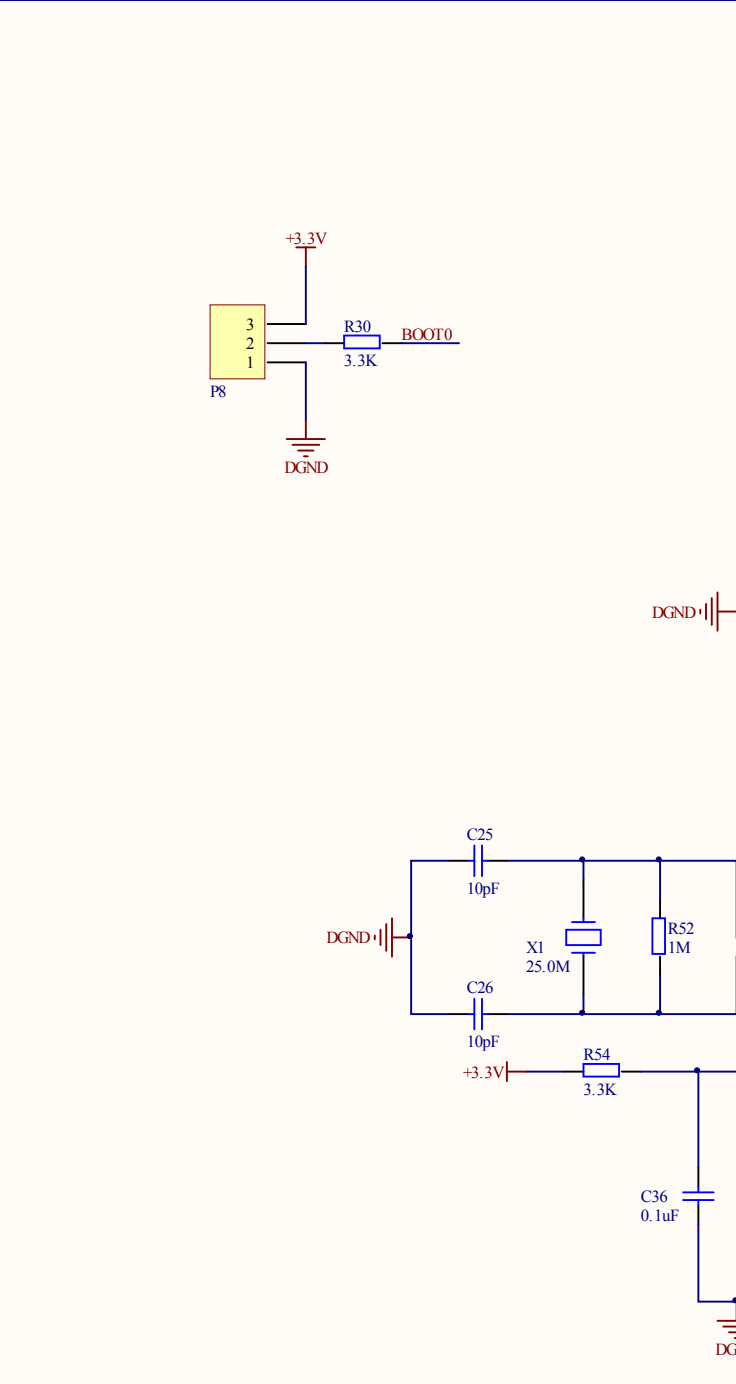 +3.3V
3
2
1
P8
R30
3.3K
BOOT0
DGND
DGND
C25
10pF
DGND
X1
25.0M
R52
1M
C26
10pF
+3.3V
R54
3.3K
C36
0.1uF
DG